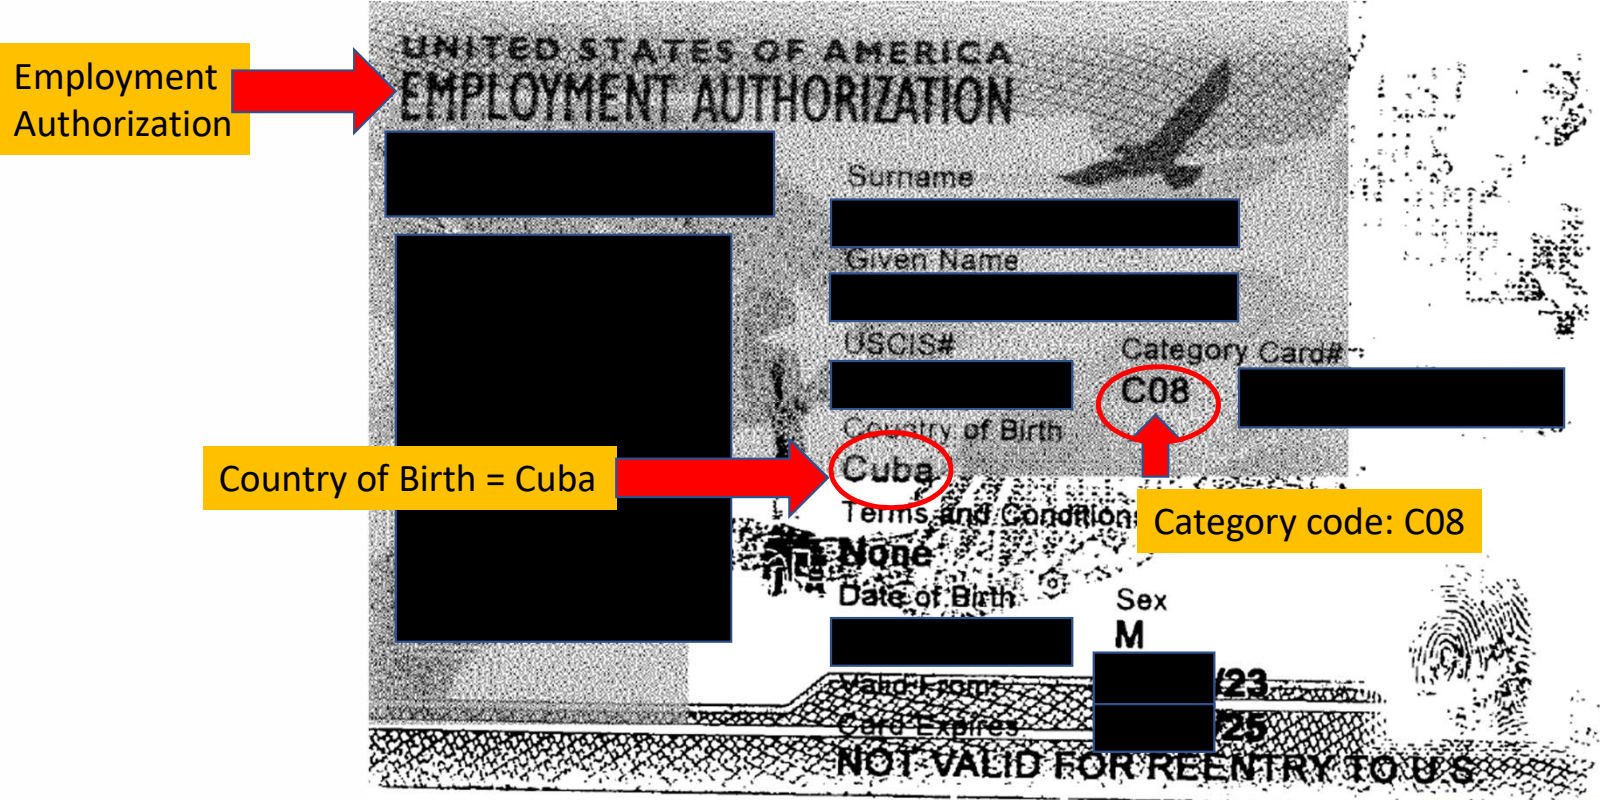 UNITED STATES OF AMERICA
EMPLOYMENT AUTHORIZATION
Employment
Authorization
Surname
Given Name
USCIS#
Category Card#
C08
Country of Birth
Cuba
Country of Birth = Cuba
Terms and Condition
Category code: C08
None
Date of Birth
Sex
M
Valid From:
/23
Card Expires:
/25
NOT VALID FOR REENTRY TO U.S